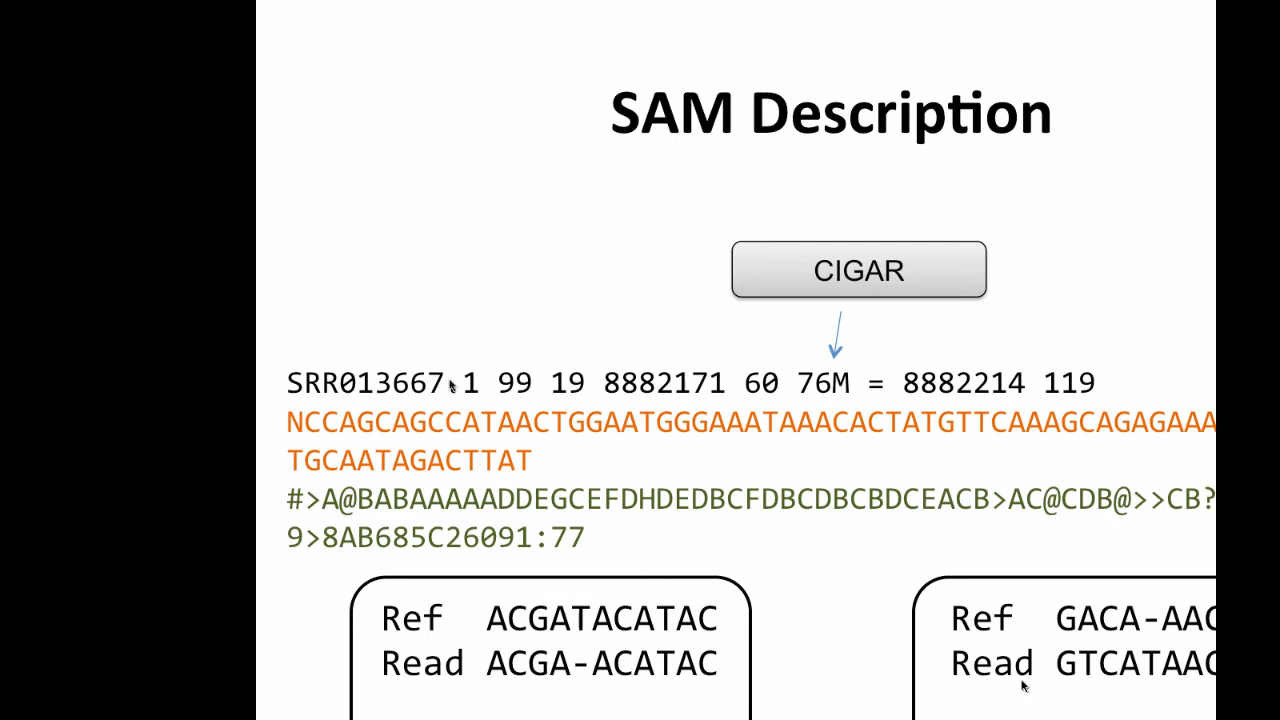 SAM Description
CIGAR
SRR013667.1 99 19 8882171 60 76M = 8882214 119
NCCAGCAGCCATAACTGGAATGGGAAATAAACACTATGTTCAAAGCAGAGAAA
TGCAATAGACTTAT
#>A@BABAAAAADDEGCEFDHDEDBCFDBCDBCBDCEACB>AC@CDB@>>CB?
9>8AB685C26091:77
Ref ACGATACATAC
Read ACGA-ACATAC
Ref GACA-AAC
Read GTCATAAC